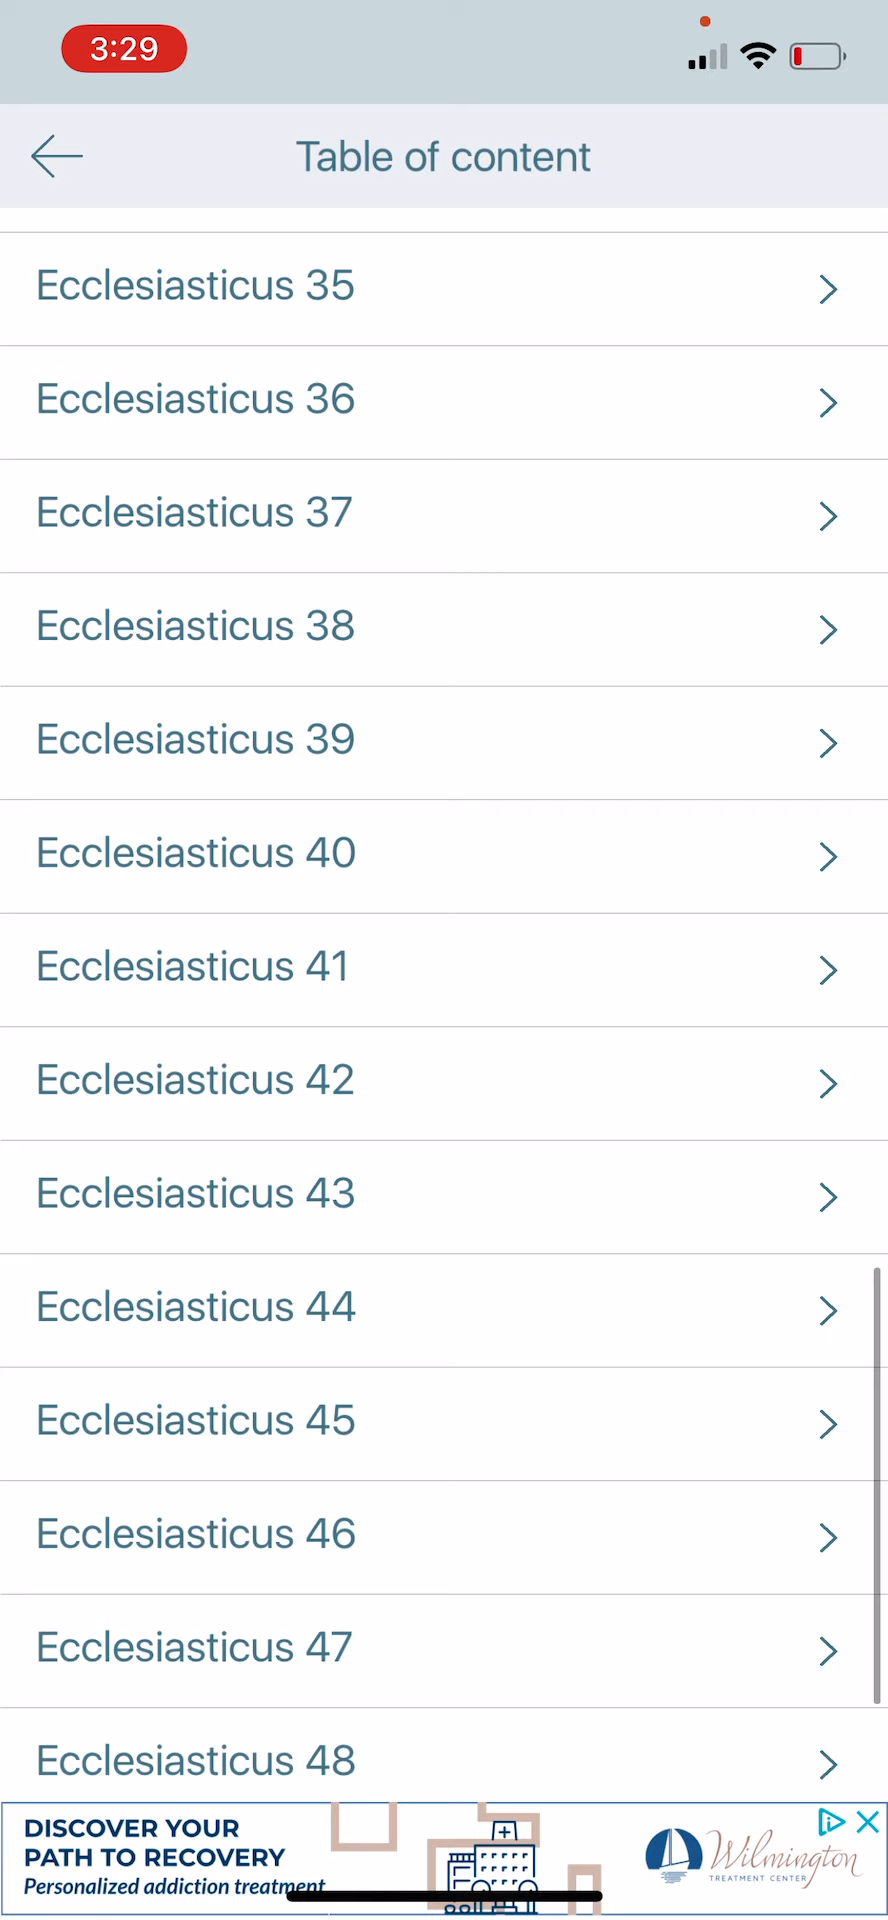 3:29
Table of content
Ecclesiasticus 35
Ecclesiasticus 36
Ecclesiasticus 37
Ecclesiasticus 38
Ecclesiasticus 39
Ecclesiasticus 40
Ecclesiasticus 41
Ecclesiasticus 42
Ecclesiasticus 43
Ecclesiasticus 44
Ecclesiasticus 45
Ecclesiasticus 46
Ecclesiasticus 47
Ecclesiasticus 48
DISCOVER YOUR
PATH TO RECOVERY
Personalized addiction treatment
Wilmington
TREATMENT CENTER